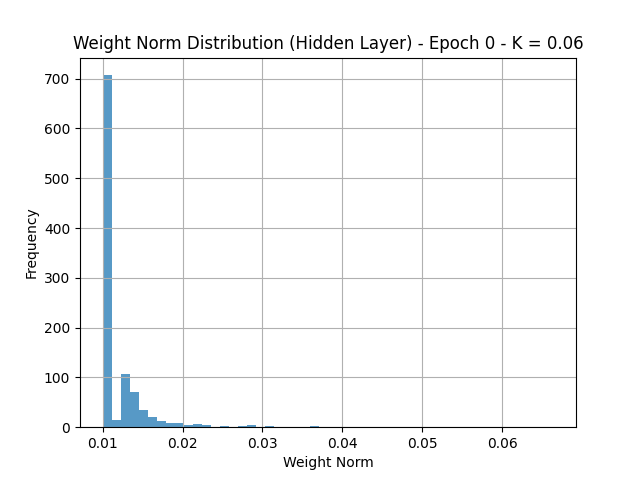 Weight Norm Distribution (Hidden Layer) - Epoch 0 - K = 0.06
700
600
500
400
300
200
100
0
Frequency
0.01 0.02 0.03 0.04 0.05 0.06
Weight Norm